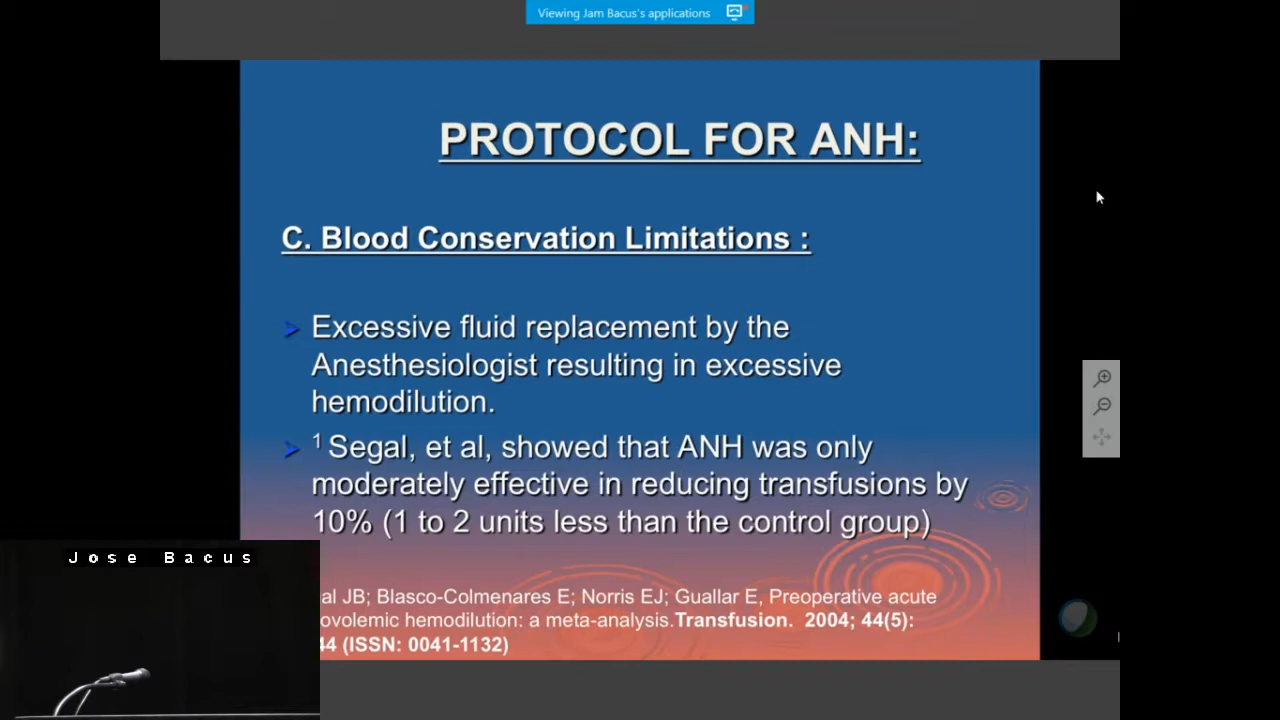 Viewing Jam Bacus's applications
PROTOCOL FOR ANH:
C. Blood Conservation Limitations :
Excessive fluid replacement by the
Anesthesiologist resulting in excessive
hemodilution.
1 Segal, et al, showed that ANH was only
moderately effective in reducing transfusions by
10% (1 to 2 units less than the control group)
Jose Bacus
al JB; Blasco-Colmenares E; Norris EJ; Guallar E, Preoperative acute
ovolemic hemodilution: a meta-analysis.Transfusion. 2004; 44(5):
44 (ISSN: 0041-1132)